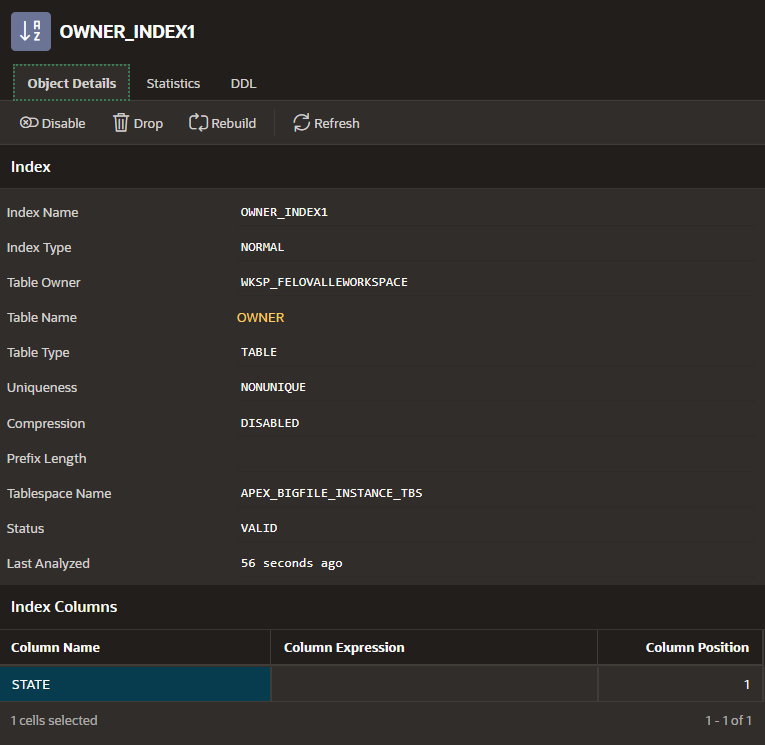 OWNER_INDEX1
Object Details Statistics DDL
Disable Drop Rebuild Refresh
Index
Index Name OWNER_INDEX1
Index Type NORMAL
Table Owner WKSP_FELOVALLEWORKSPACE
Table Name OWNER
Table Type TABLE
Uniqueness NONUNIQUE
Compression DISABLED
Prefix Length
Tablespace Name APEX_BIGFILE_INSTANCE_TBS
Status VALID
Last Analyzed 56 seconds ago
Index Columns
Column Name Column Expression Column Position
STATE 1
1 cells selected 1 - 1 of 1